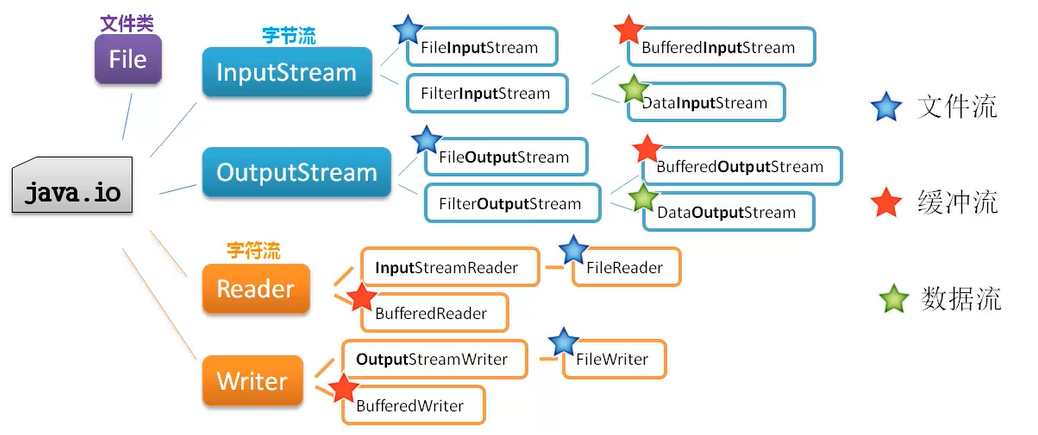 文件类
File
字节流
InputStream
FileInputStream
FilterInputStream
BufferedInputStream
DataInputStream
java.io
OutputStream
FileOutputStream
FilterOutputStream
BufferedOutputStream
DataOutputStream
字符流
Reader
InputStreamReader
FileReader
BufferedReader
Writer
OutputStreamWriter
FileWriter
BufferedWriter
文件流
缓冲流
数据流